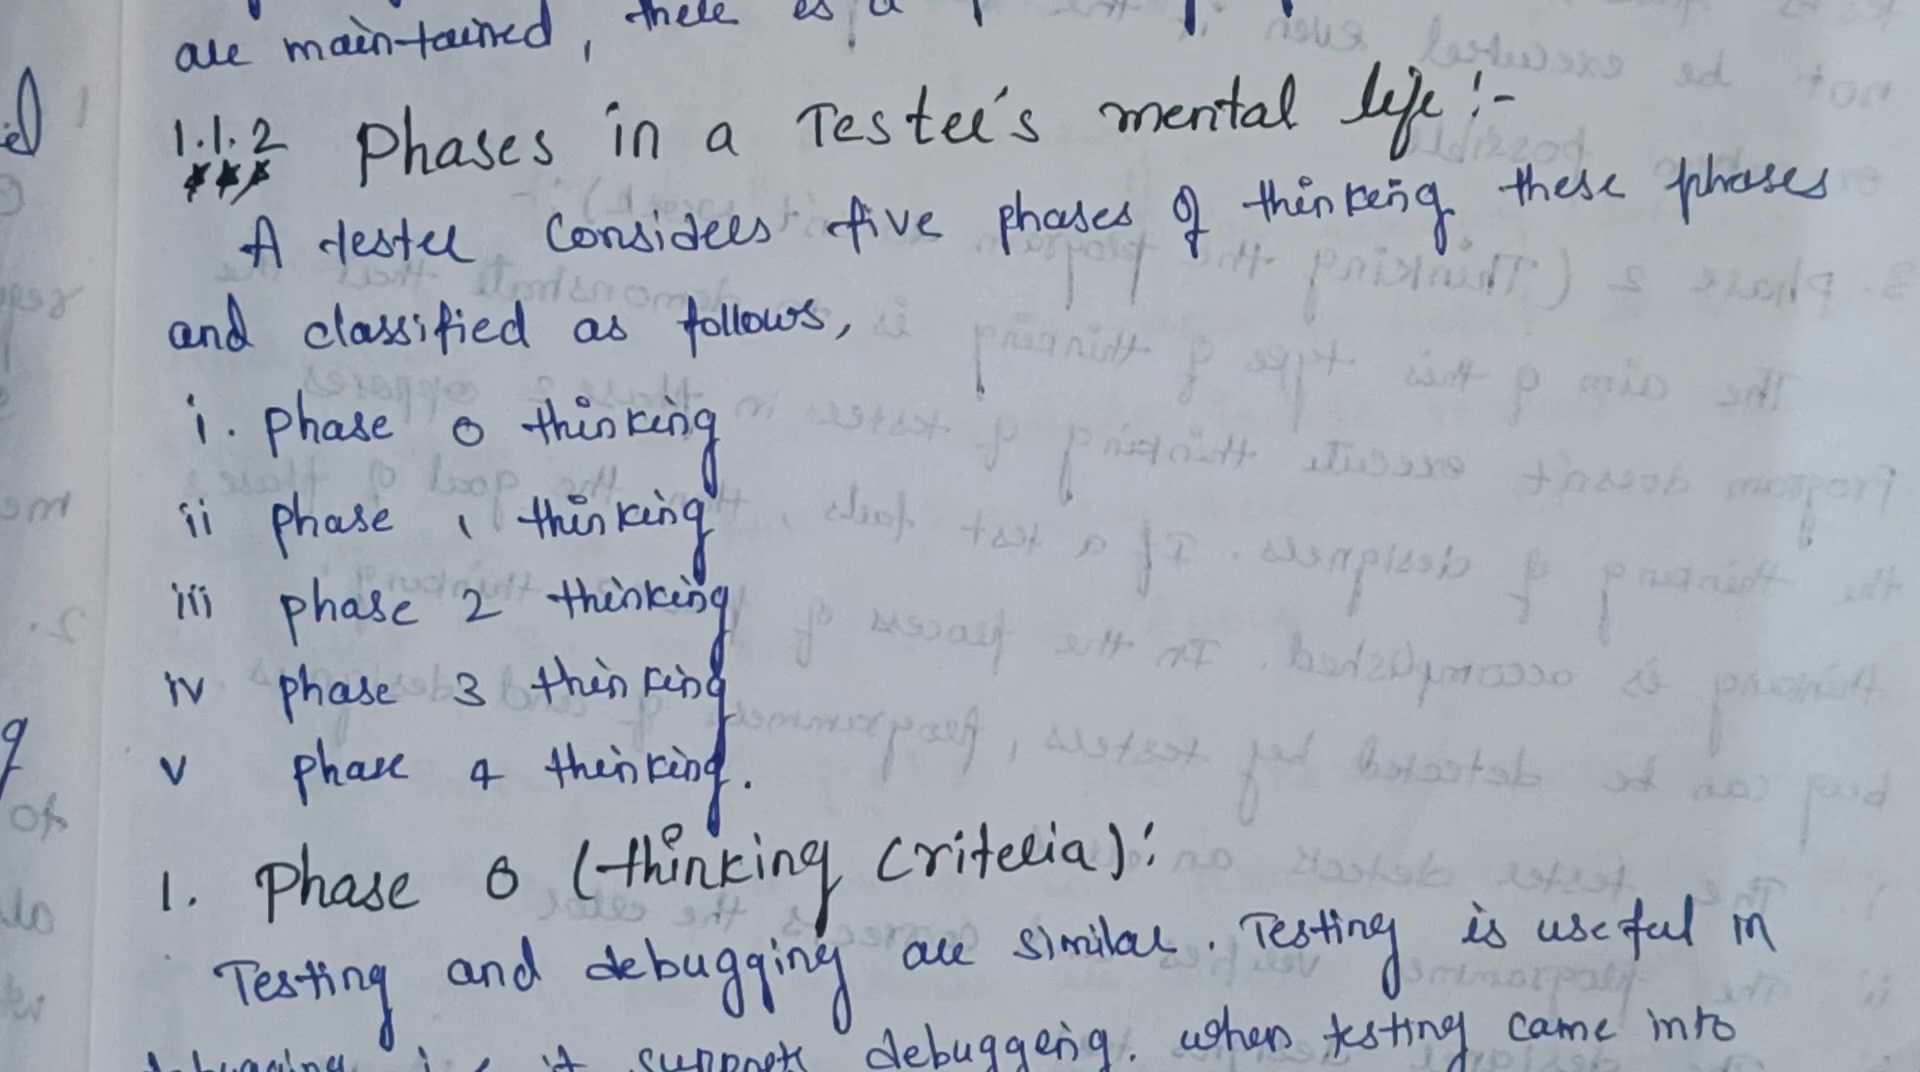 are maintained, there is a
1.1.2 Phases in a Tester's mental life :-
A tester considers five phases of thinking these phases
and classified as follows,
i. phase 0 thinking
ii phase 1 thinking
iii phase 2 thinking
iv phase 3 thinking
v phase 4 thinking.
1. Phase 0 (thinking criteria):
Testing and debugging are similar. Testing is useful in
debugging i.e it supports debugging. when testing came into